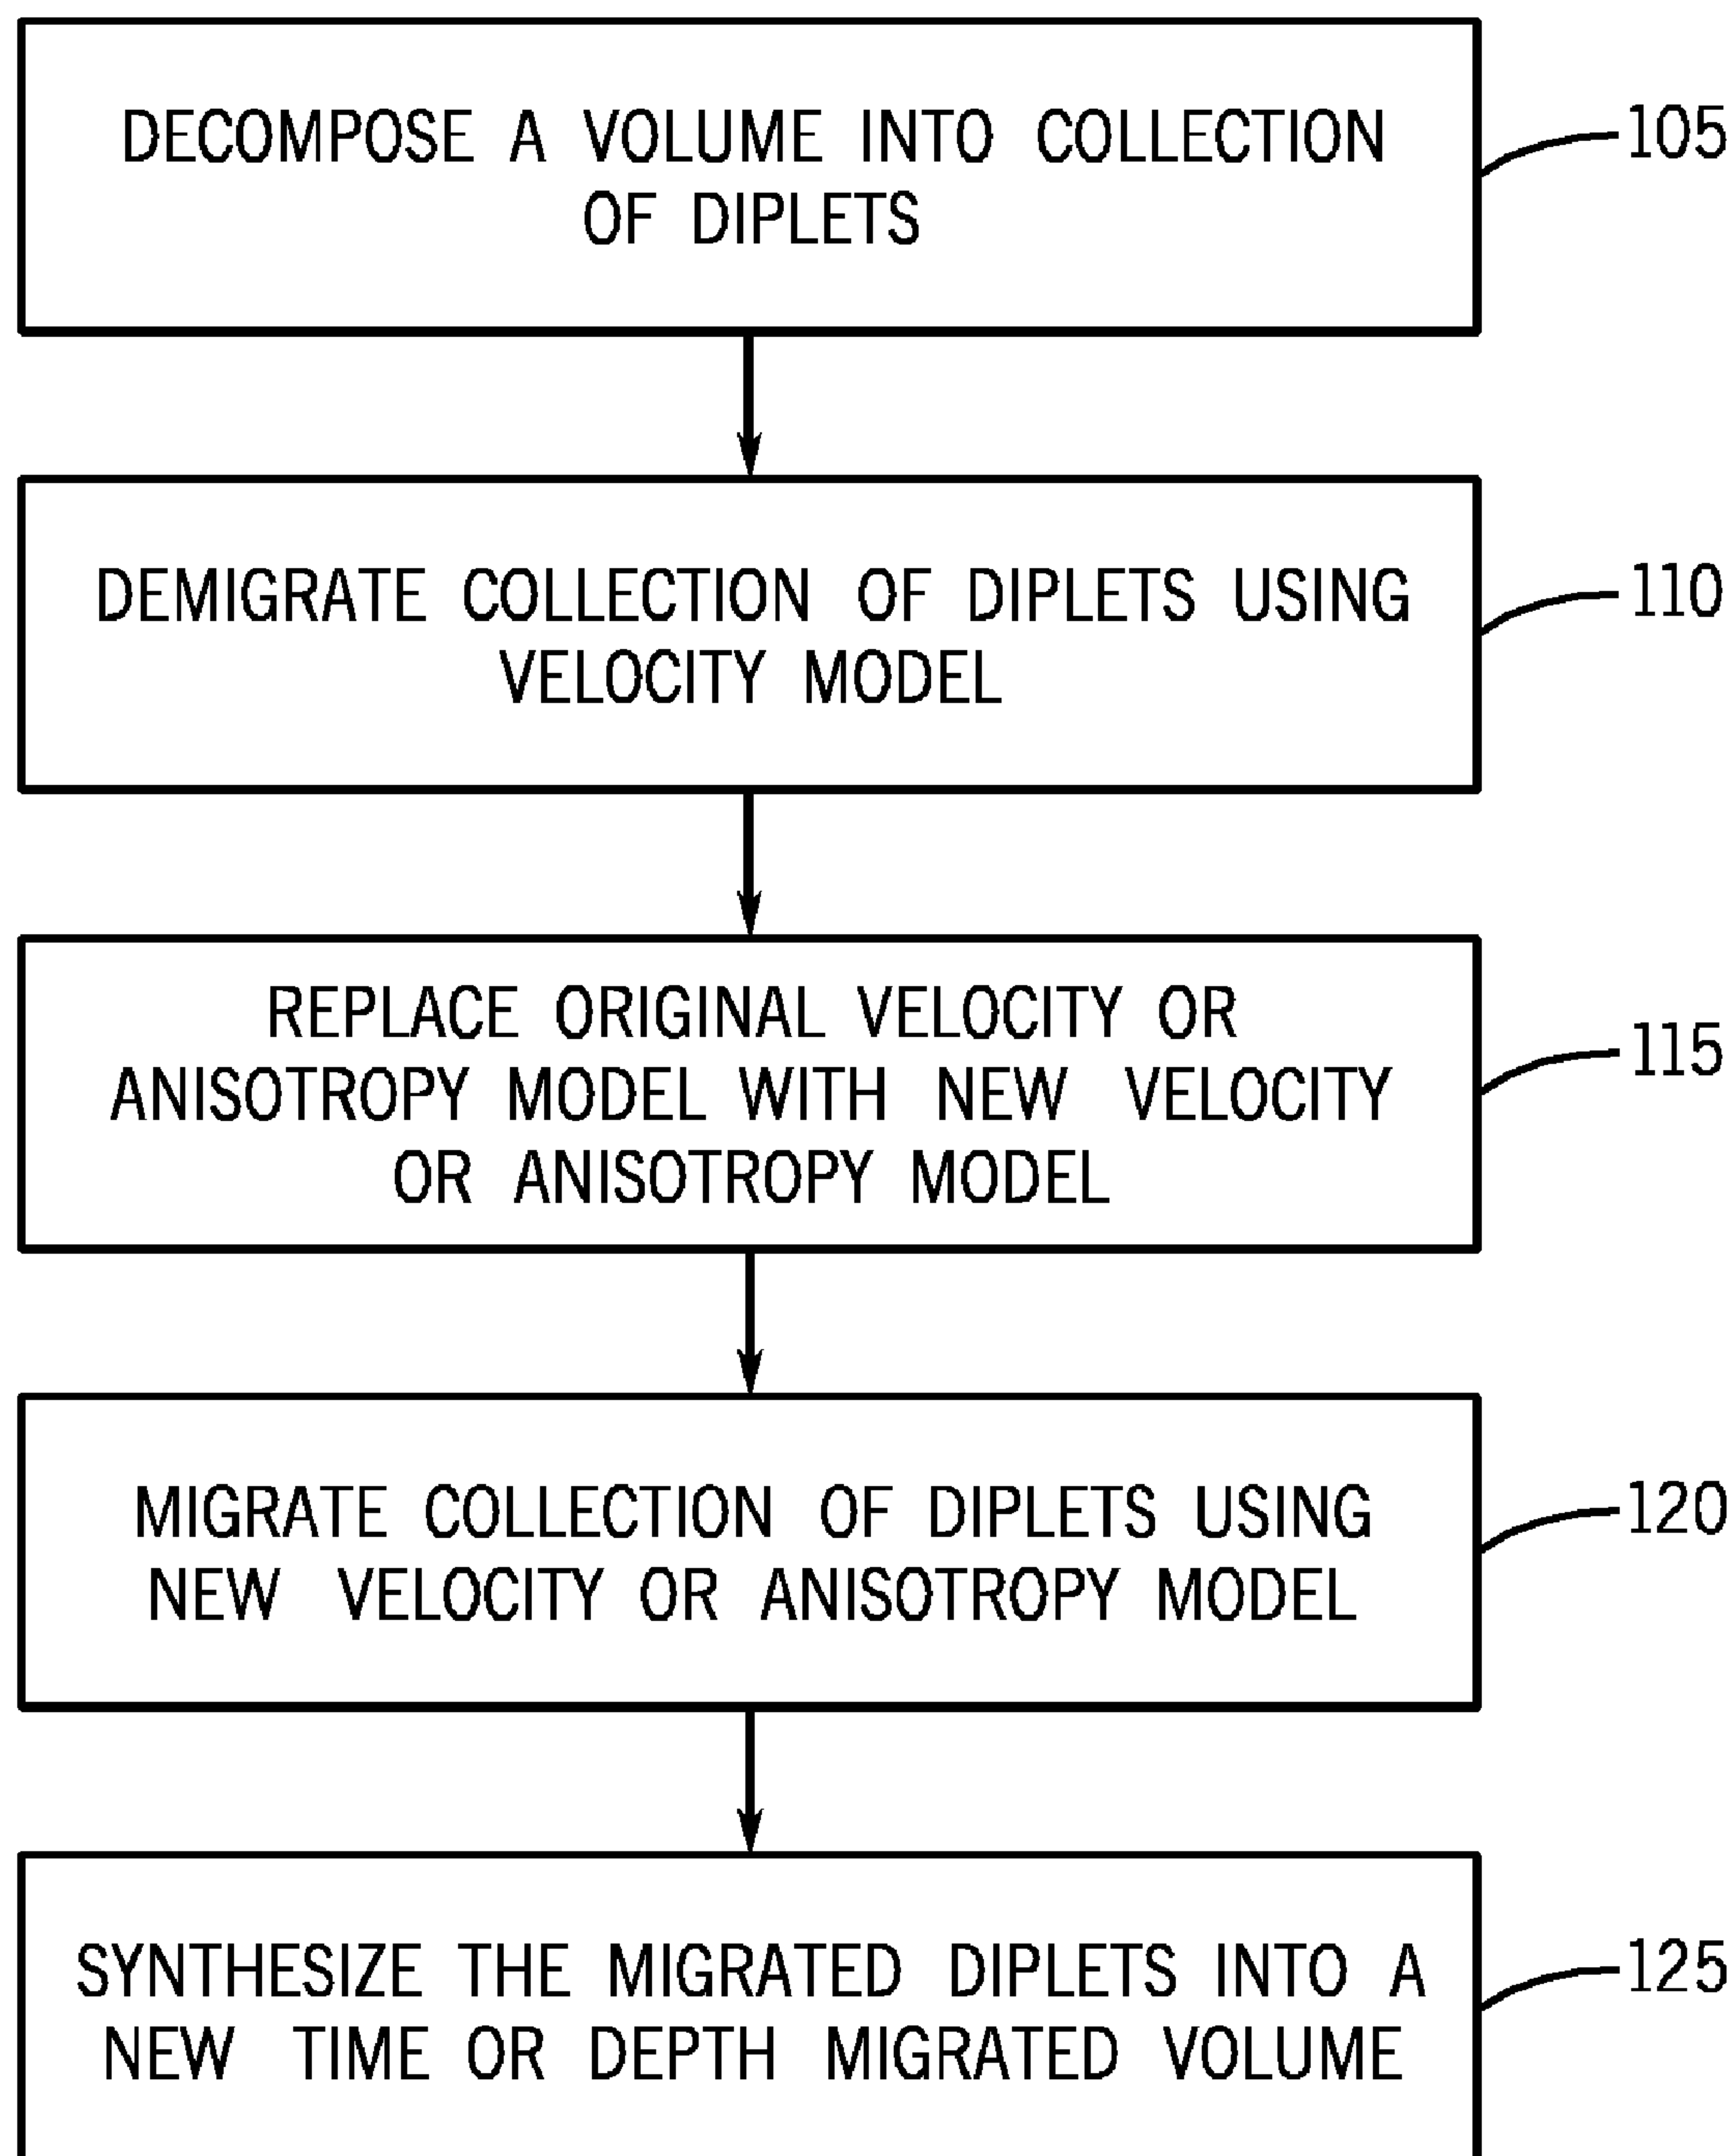 DECOMPOSE A VOLUME INTO COLLECTION
OF DIPLETS
105
DEMIGRATE COLLECTION OF DIPLETS USING
VELOCITY MODEL
110
REPLACE ORIGINAL VELOCITY OR
ANISOTROPY MODEL WITH NEW VELOCITY
OR ANISOTROPY MODEL
115
MIGRATE COLLECTION OF DIPLETS USING
NEW VELOCITY OR ANISOTROPY MODEL
120
SYNTHESIZE THE MIGRATED DIPLETS INTO A
NEW TIME OR DEPTH MIGRATED VOLUME
125